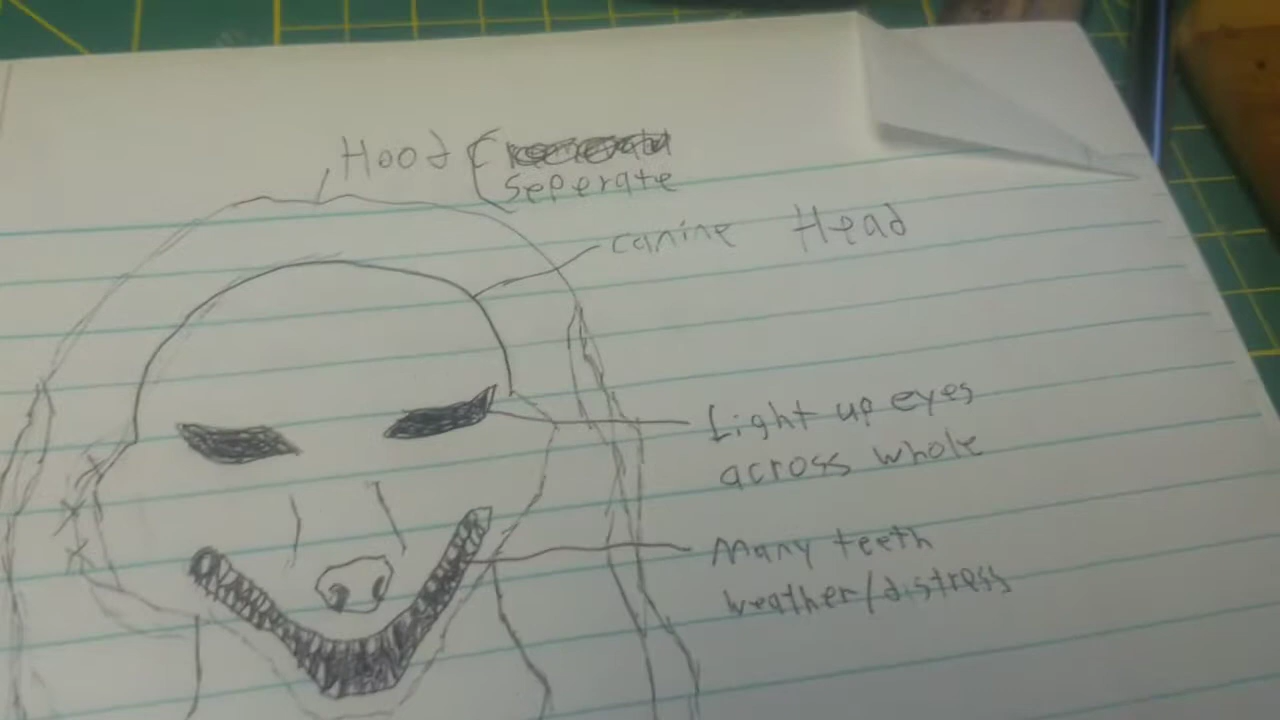 Hood (
Seperate
canine Head
Light up eyes
across whole
Many teeth
weather/distress